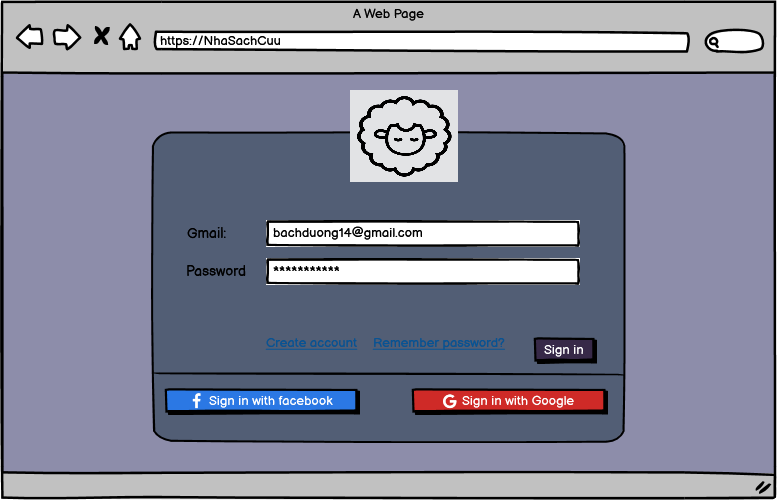 A Web Page
https://NhaSachCuu
Gmail:
bachduong14@gmail.com
Password
***********
Create account
Remember password?
Sign in
Sign in with facebook
Sign in with Google